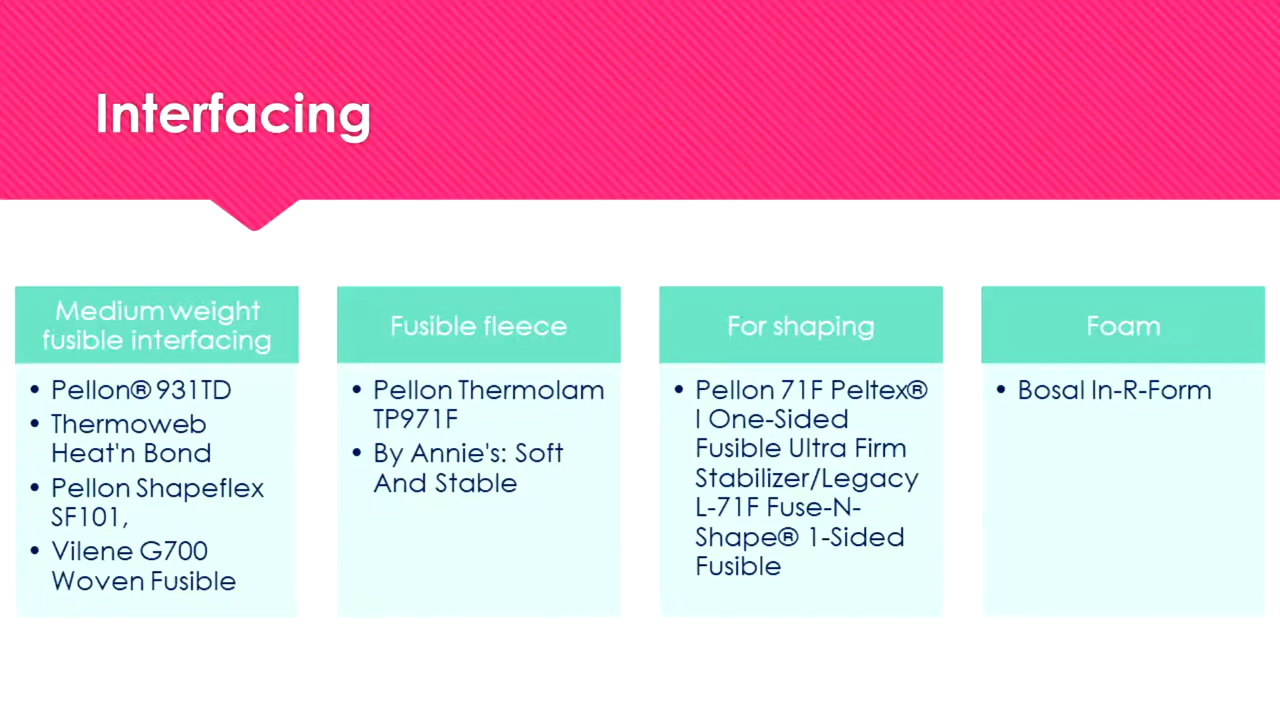 Interfacing
Medium weight
fusible interfacing
• Pellon® 931TD
• Thermoweb
Heat'n Bond
• Pellon Shapeflex
SF101,
• Vilene G700
Woven Fusible
Fusible fleece
• Pellon Thermolam
TP971F
• By Annie's: Soft
And Stable
For shaping
• Pellon 71F Peltex®
I One-Sided
Fusible Ultra Firm
Stabilizer/Legacy
L-71F Fuse-N-
Shape® 1-Sided
Fusible
Foam
• Bosal In-R-Form